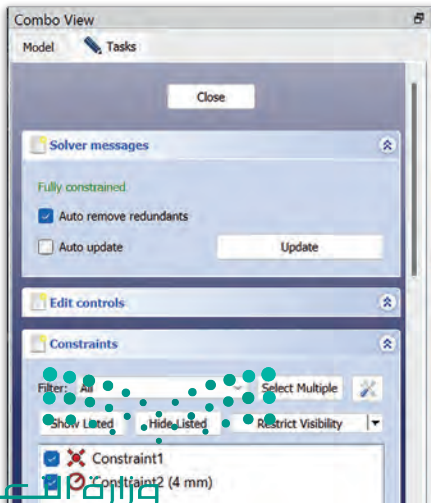 Combo View
Model Tasks
Close
Solver messages
Fully constrained
Auto remove redundants
Auto update Update
Edit controls
Constraints
Filter: All Select Multiple
Show Listed Hide Listed Restrict Visibility
Constraint1
Constraint2 (4 mm)